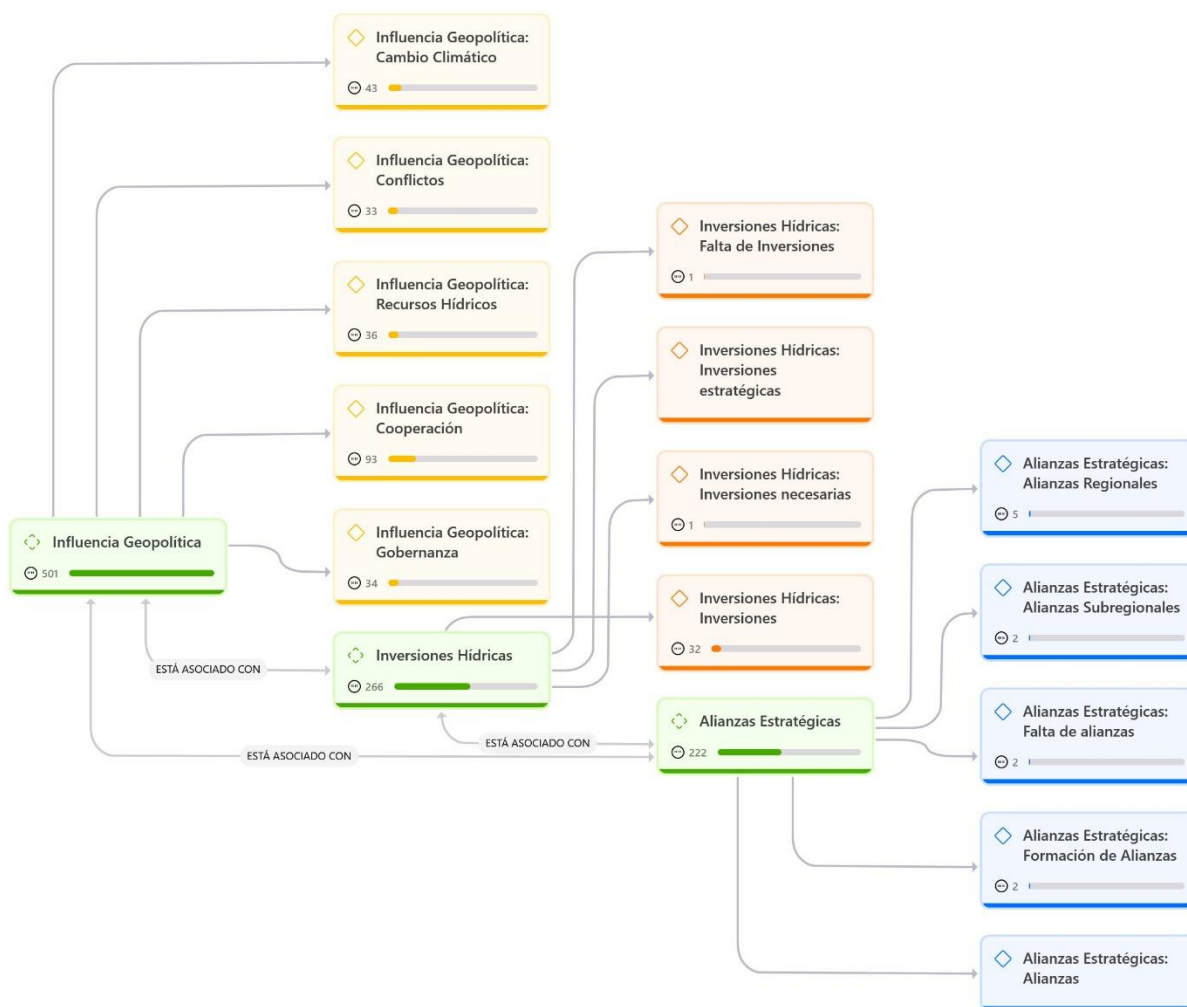 Influencia Geopolítica:
Cambio Climático
43
Influencia Geopolítica:
Conflictos
33
Influencia Geopolítica:
Recursos Hídricos
36
Influencia Geopolítica:
Cooperación
93
Influencia Geopolítica:
Gobernanza
34
Influencia Geopolítica
501
ESTÁ ASOCIADO CON
Inversiones Hídricas
266
ESTÁ ASOCIADO CON
ESTÁ ASOCIADO CON
Inversiones Hídricas:
Falta de Inversiones
1
Inversiones Hídricas:
Inversiones
estratégicas
Inversiones Hídricas:
Inversiones necesarias
1
Inversiones Hídricas:
Inversiones
32
Alianzas Estratégicas
222
Alianzas Estratégicas:
Alianzas Regionales
5
Alianzas Estratégicas:
Alianzas Subregionales
2
Alianzas Estratégicas:
Falta de alianzas
2
Alianzas Estratégicas:
Formación de Alianzas
2
Alianzas Estratégicas:
Alianzas